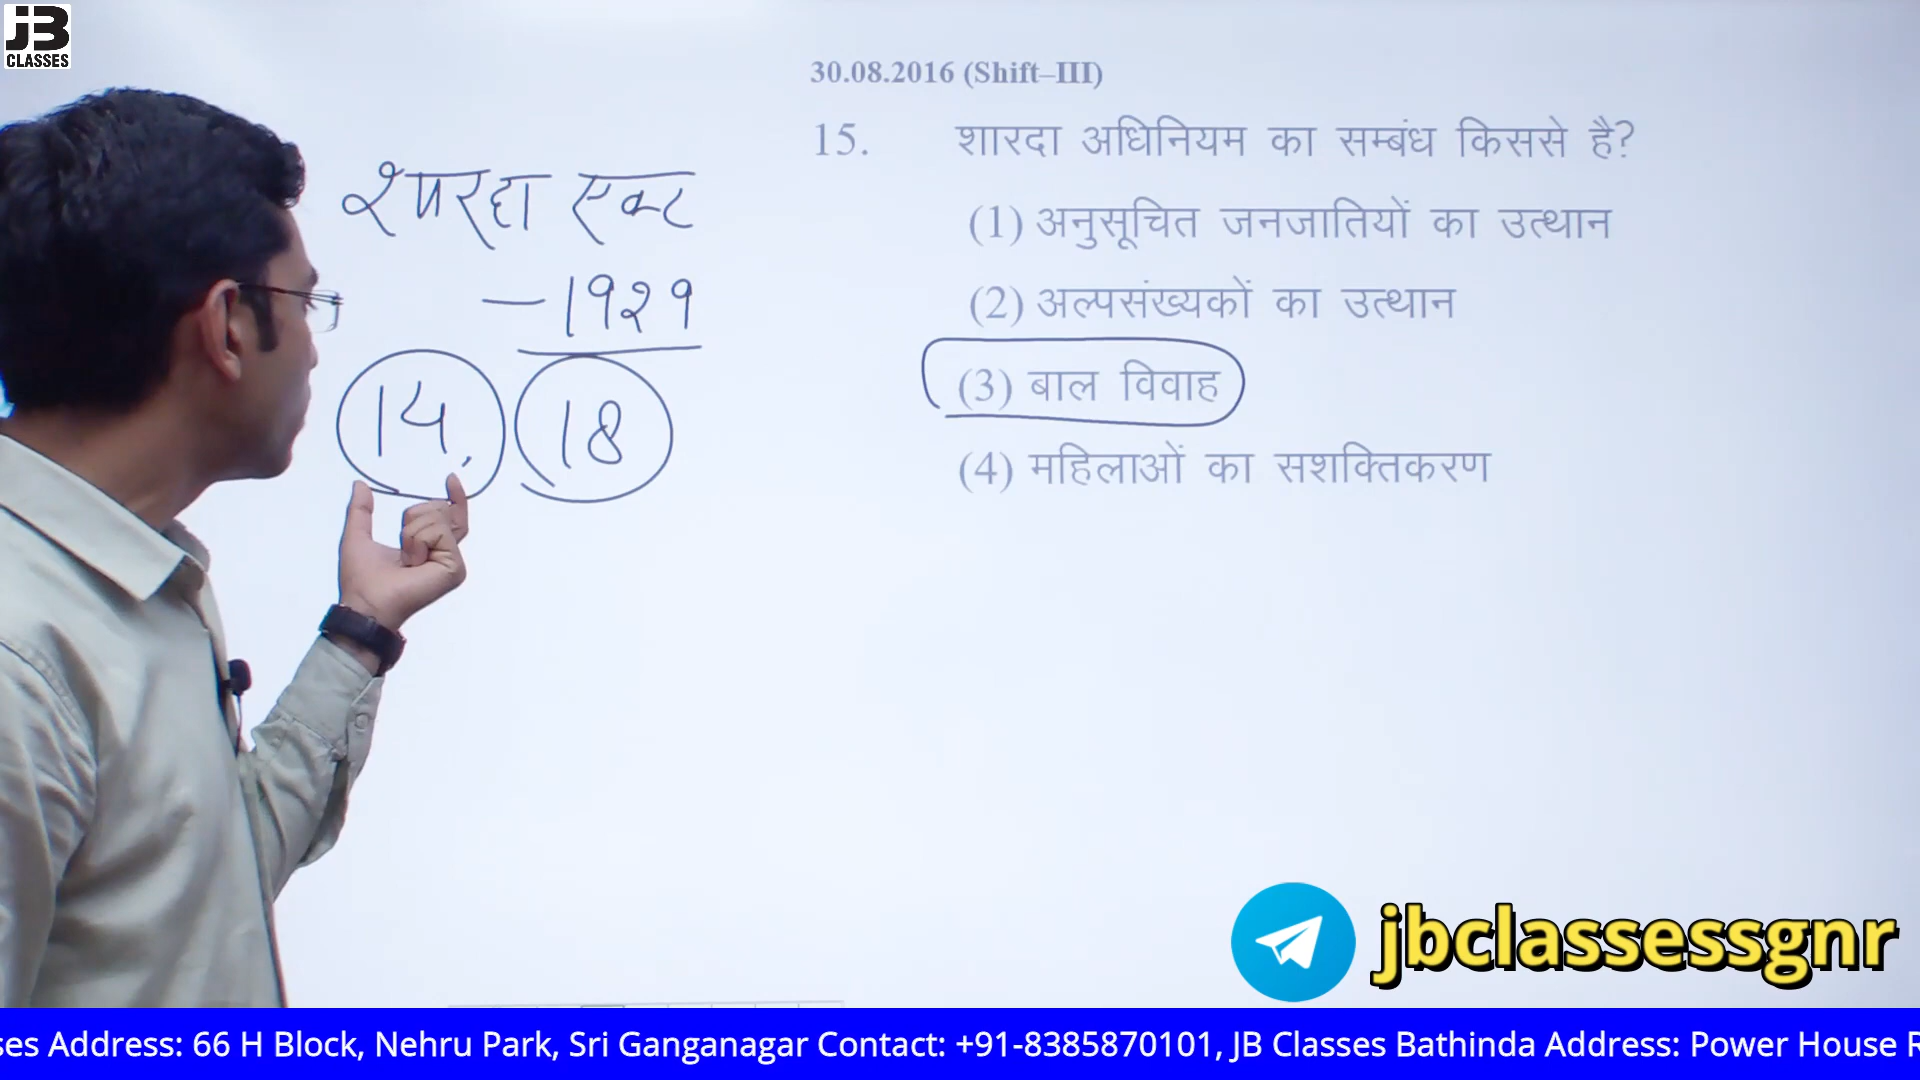 JB
CLASSES
30.08.2016 (Shift–III)
15. शारदा अधिनियम का सम्बंध किससे है?
(1) अनुसूचित जनजातियों का उत्थान
(2) अल्पसंख्यकों का उत्थान
(3) बाल विवाह
(4) महिलाओं का सशक्तिकरण
शारदा एक्ट
– 1929
14, 18
jbclassessgnr
ses Address: 66 H Block, Nehru Park, Sri Ganganagar Contact: +91-8385870101, JB Classes Bathinda Address: Power House R